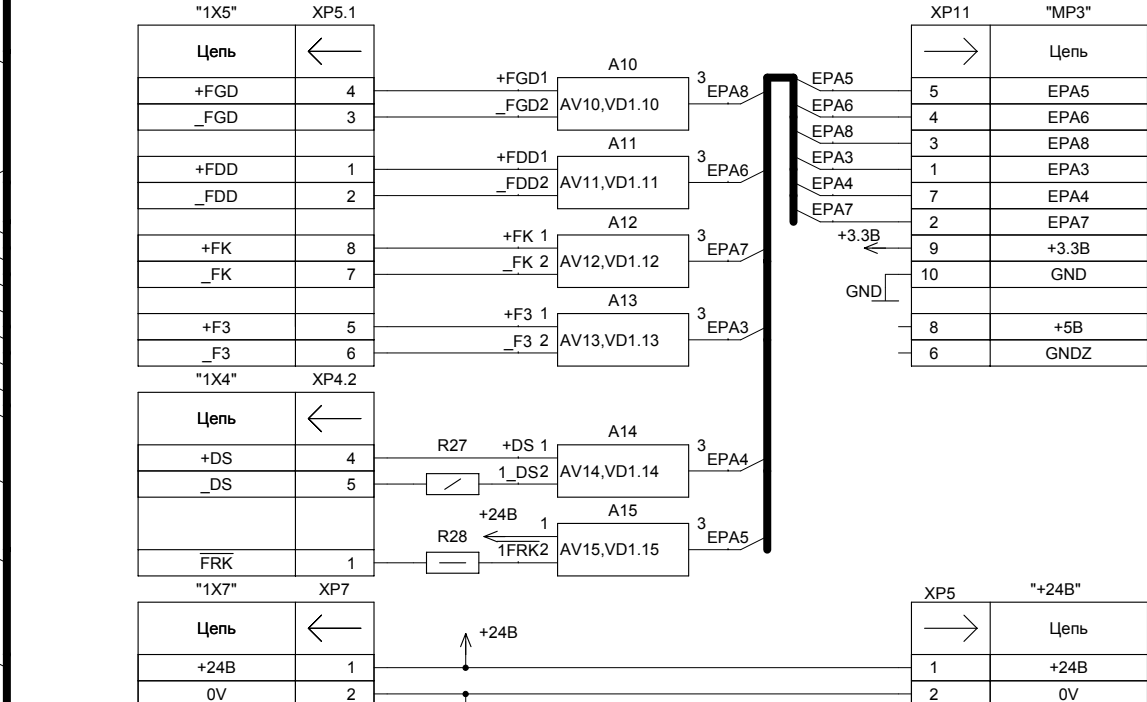 "1X5" XP5.1
Цепь
+FGD 4
_FGD 3
+FDD 1
_FDD 2
+FK 8
_FK 7
+F3 5
_F3 6
"1X4" XP4.2
Цепь
+DS 4
_DS 5
FRK 1
"1X7" XP7
Цепь
+24B 1
0V 2
A10
+FGD1 AV10,VD1.10 3 EPA8
_FGD2
A11
+FDD1 AV11,VD1.11 3 EPA6
_FDD2
A12
+FK 1 AV12,VD1.12 3 EPA7
_FK 2
A13
+F3 1 AV13,VD1.13 3 EPA3
_F3 2
A14
R27 +DS 1 AV14,VD1.14 3 EPA4
1_DS2
A15
+24B 1 AV15,VD1.15 3 EPA5
R28 1FRK2
+24B
EPA5
EPA6
EPA8
EPA3
EPA4
EPA7
+3.3B
GND
XP11 "MP3"
Цепь
5 EPA5
4 EPA6
3 EPA8
1 EPA3
7 EPA4
2 EPA7
9 +3.3B
10 GND
8 +5B
6 GNDZ
XP5 "+24B"
Цепь
1 +24B
2 0V